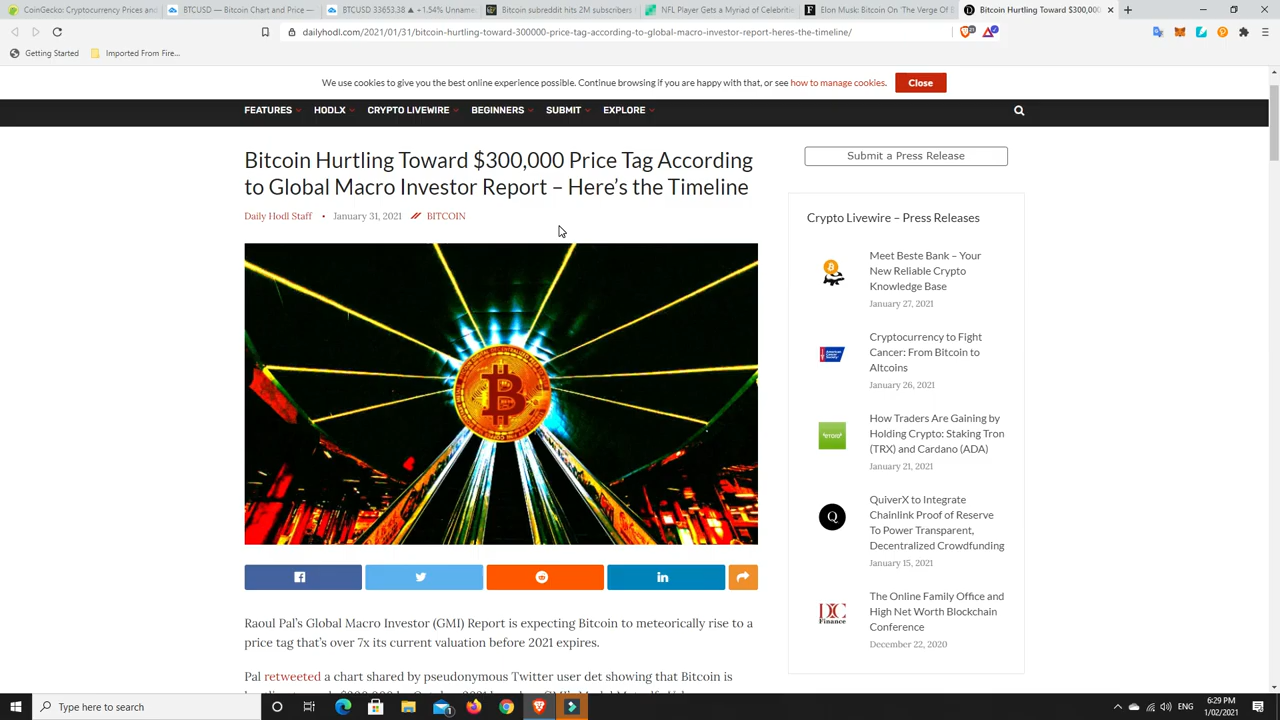 CoinGecko: Cryptocurrency Prices and
BTCUSD — Bitcoin Chart and Price —
BTCUSD 33653.38 ▲ +1.54% Unname
Bitcoin subreddit hits 2M subscribers
NFL Player Gets a Myriad of Celebritie
Elon Musk: Bitcoin On 'The Verge Of B
Bitcoin Hurtling Toward $300,000
dailyhodl.com/2021/01/31/bitcoin-hurtling-toward-300000-price-tag-according-to-global-macro-investor-report-heres-the-timeline/
Getting Started
Imported From Fire...
We use cookies to give you the best online experience possible. Continue browsing if you are happy with that, or see how to manage cookies.
Close
FEATURES
HODLX
CRYPTO LIVEWIRE
BEGINNERS
SUBMIT
EXPLORE
Bitcoin Hurtling Toward $300,000 Price Tag According
to Global Macro Investor Report – Here's the Timeline
Daily Hodl Staff • January 31, 2021 // BITCOIN
Raoul Pal's Global Macro Investor (GMI) Report is expecting Bitcoin to meteorically rise to a
price tag that's over 7x its current valuation before 2021 expires.
Pal retweeted a chart shared by pseudonymous Twitter user det showing that Bitcoin is
Submit a Press Release
Crypto Livewire – Press Releases
Meet Beste Bank – Your
New Reliable Crypto
Knowledge Base
January 27, 2021
Cryptocurrency to Fight
Cancer: From Bitcoin to
Altcoins
January 26, 2021
How Traders Are Gaining by
Holding Crypto: Staking Tron
(TRX) and Cardano (ADA)
January 21, 2021
QuiverX to Integrate
Chainlink Proof of Reserve
To Power Transparent,
Decentralized Crowdfunding
January 15, 2021
DC
Finance
The Online Family Office and
High Net Worth Blockchain
Conference
December 22, 2020
Type here to search
6:29 PM
1/02/2021